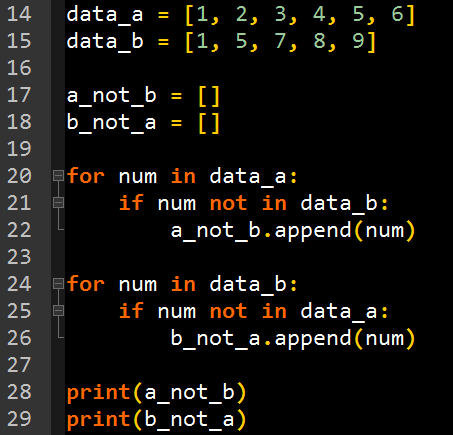 14 data_a = [1, 2, 3, 4, 5, 6]
15 data_b = [1, 5, 7, 8, 9]
16
17 a_not_b = []
18 b_not_a = []
19
20 for num in data_a:
21     if num not in data_b:
22         a_not_b.append(num)
23
24 for num in data_b:
25     if num not in data_a:
26         b_not_a.append(num)
27
28 print(a_not_b)
29 print(b_not_a)